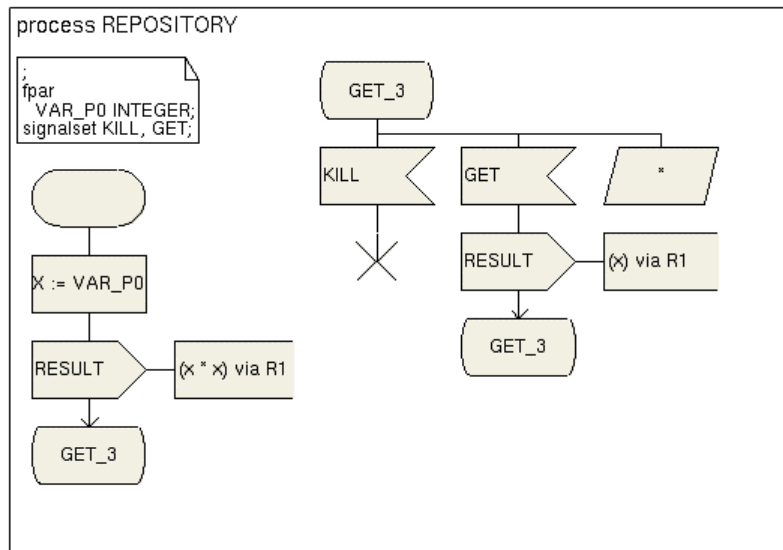 process REPOSITORY
;
fpar
VAR_P0 INTEGER;
signalset KILL, GET;
X := VAR_P0
RESULT
(x * x) via R1
GET_3
GET_3
KILL
GET
*
RESULT
(x) via R1
GET_3